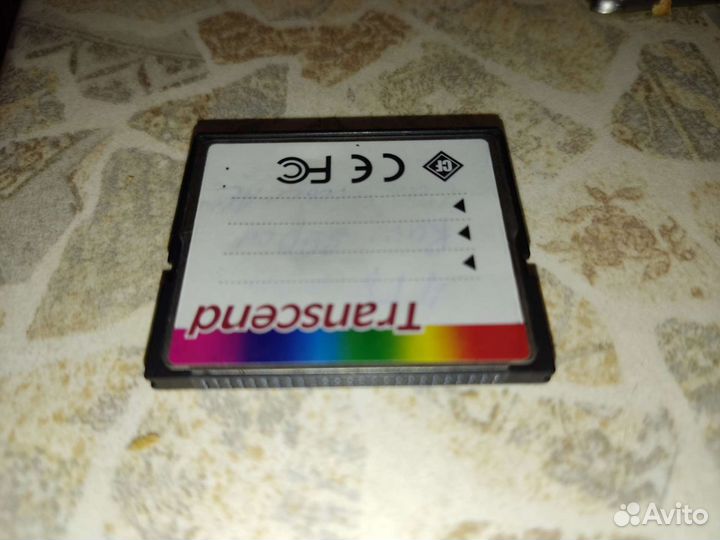 Transcend
CE FC CF
Avito